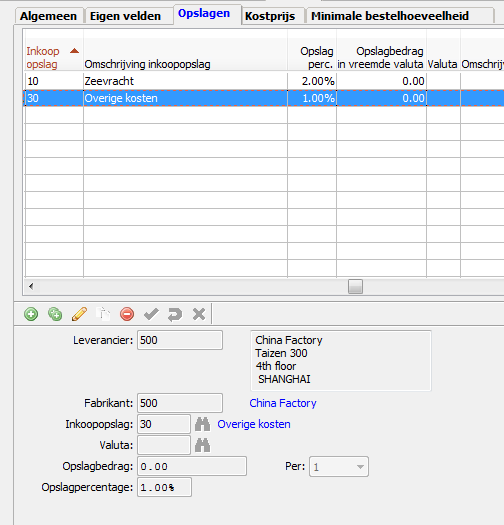 Algemeen Eigen velden Opslagen Kostprijs Minimale bestelhoeveelheid
Inkoop opslag Omschrijving inkoopopslag Opslag perc. Opslagbedrag in vreemde valuta Valuta Omschrij
10 Zeevracht 2.00% 0.00
30 Overige kosten 1.00% 0.00
Leverancier: 500 China Factory
Taizen 300
4th floor
SHANGHAI
Fabrikant: 500 China Factory
Inkoopopslag: 30 Overige kosten
Valuta:
Opslagbedrag: 0.00 Per: 1
Opslagpercentage: 1.00%